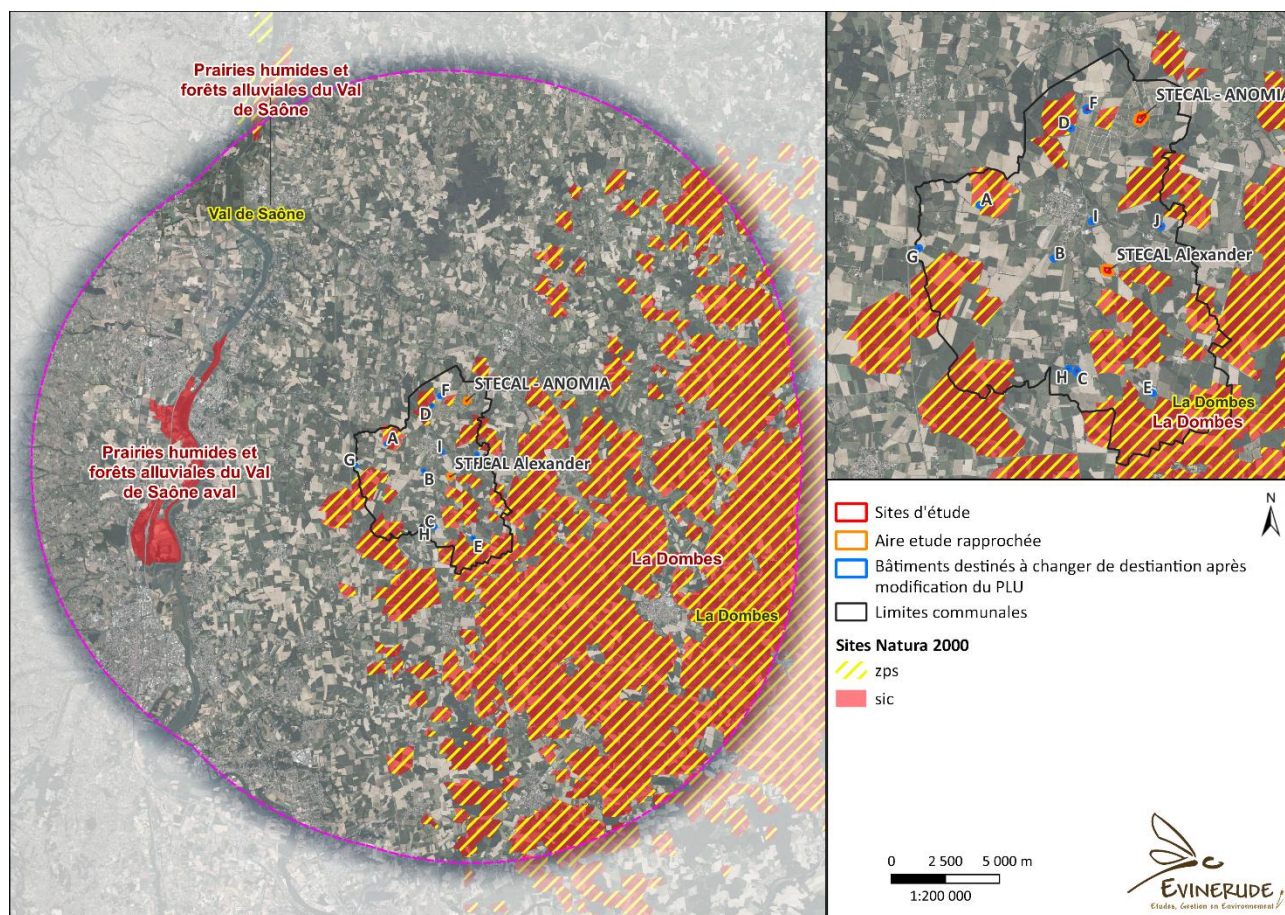 Prairies humides et
forêts alluviales du Val
de Saône
Val de Saône
Prairies humides et
forêts alluviales du Val
de Saône aval
F
STECAL - ANOMIA
D
A
I
G
STECAL Alexander
B
C
H
E
La Dombes
La Dombes
F
STECAL - ANOMIA
D
A
I
J
G
B
STECAL Alexander
H
C
E
La Dombes
La Dombes
Sites d'étude
N
Aire etude rapprochée
Bâtiments destinés à changer de destiantion après
modification du PLU
Limites communales
Sites Natura 2000
zps
sic
0 2 500 5 000 m
1:200 000
EVINERUDE
Etudes, Gestion en Environnement